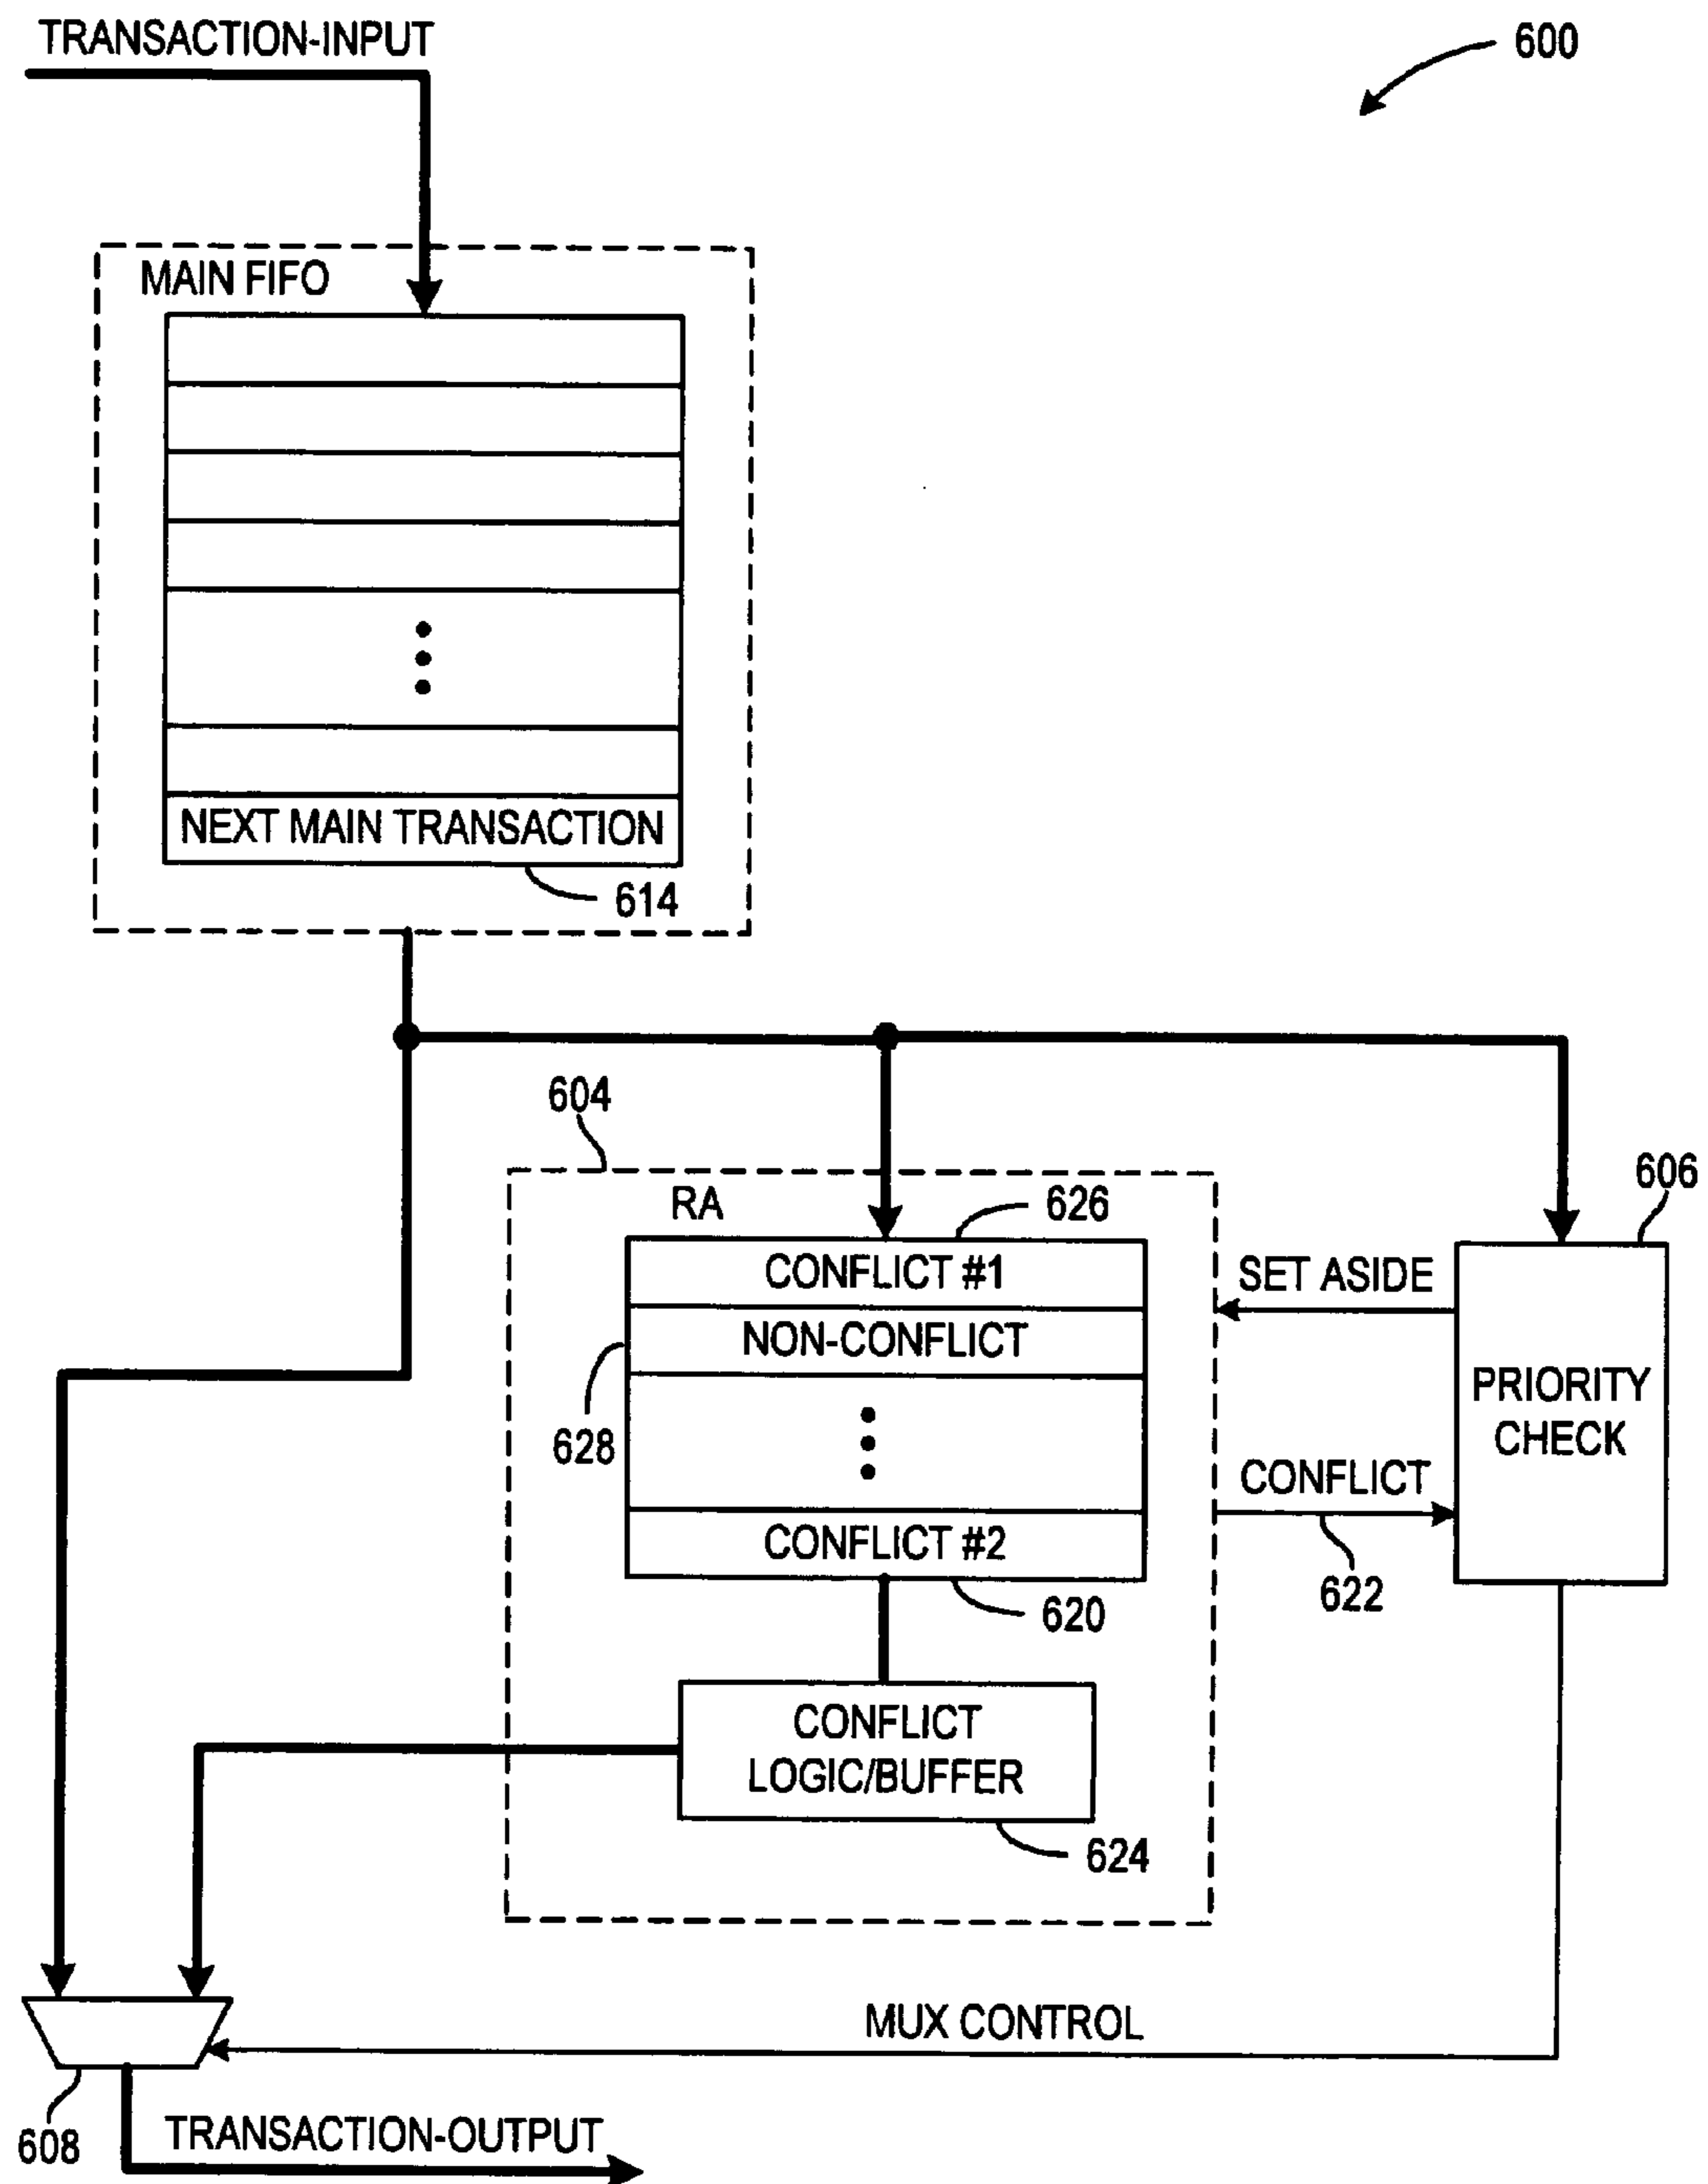 TRANSACTION-INPUT
600
MAIN FIFO
NEXT MAIN TRANSACTION
614
604
606
RA
626
CONFLICT #1
SET ASIDE
NON-CONFLICT
PRIORITY
CHECK
628
CONFLICT
CONFLICT #2
622
620
CONFLICT
LOGIC/BUFFER
624
MUX CONTROL
608
TRANSACTION-OUTPUT